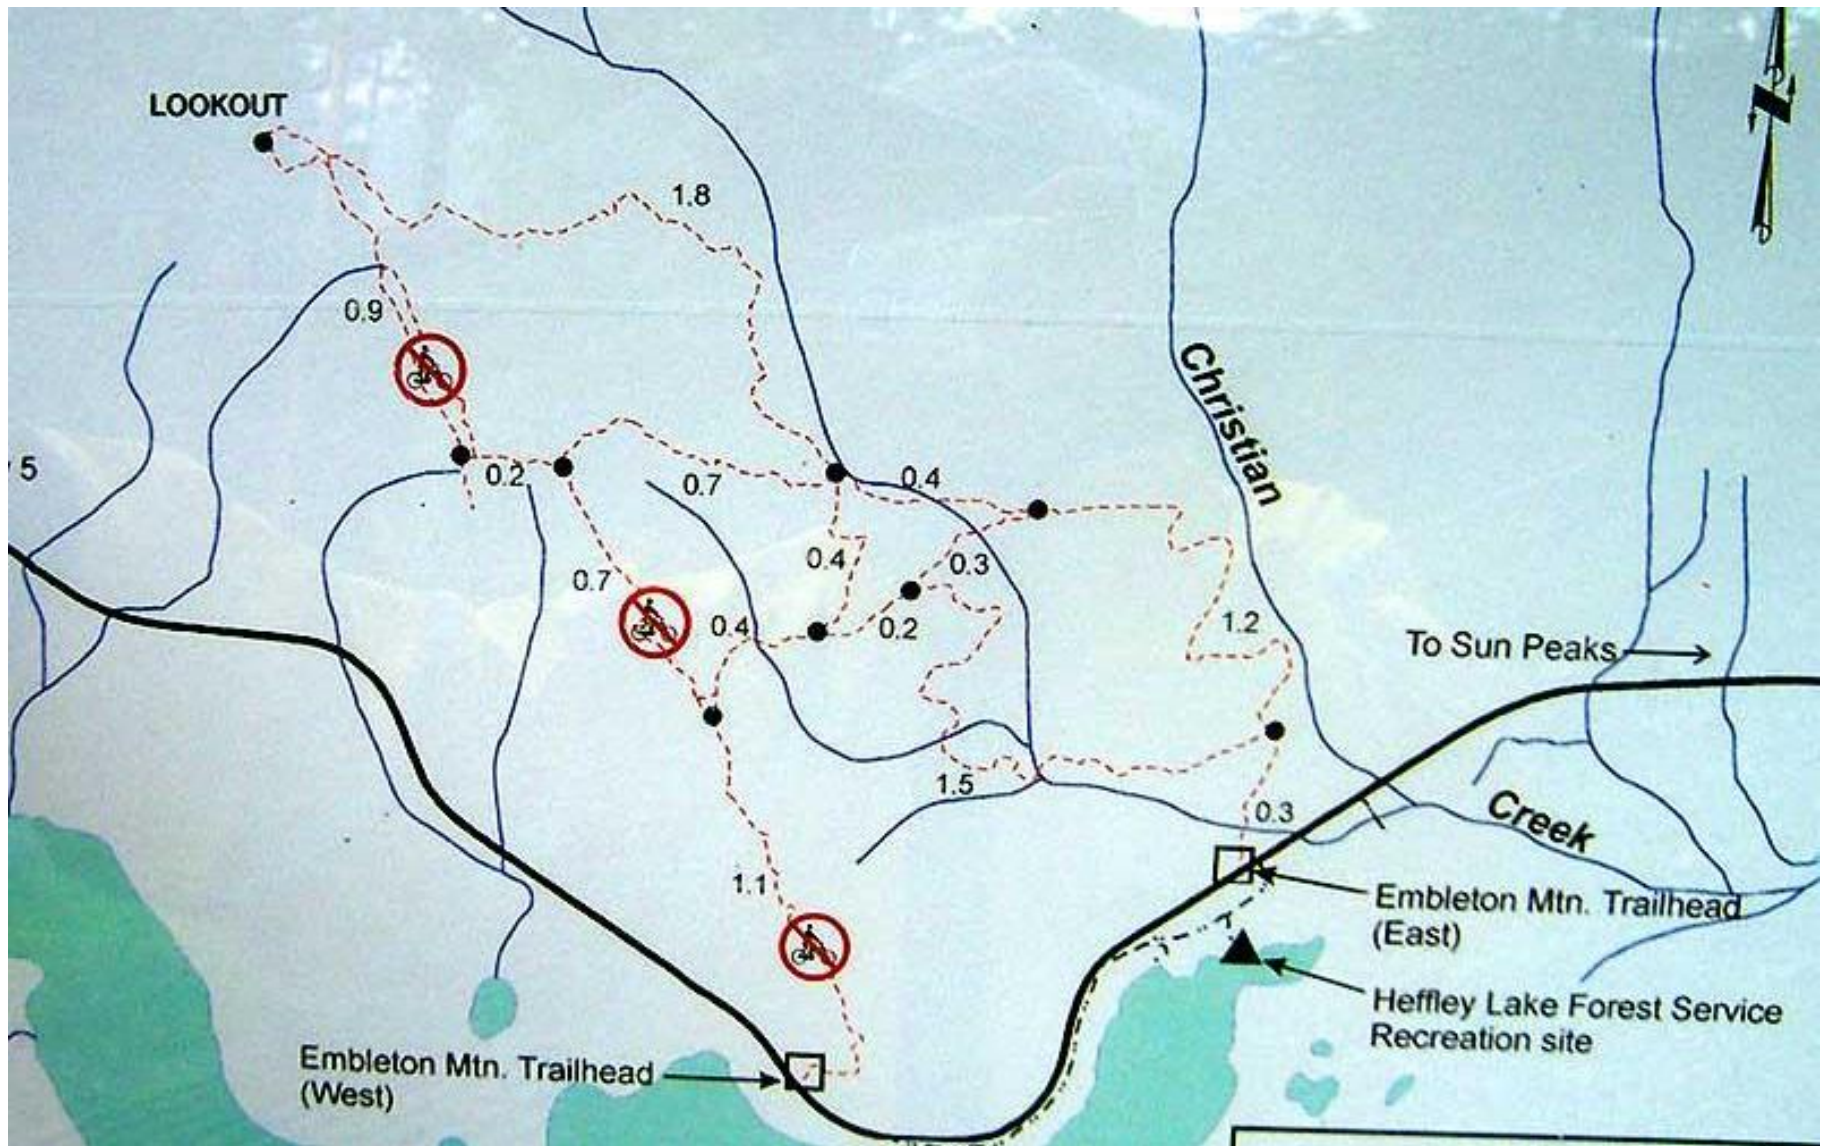 LOOKOUT
1.8
0.9
Christian
5
0.2
0.7
0.4
0.4
0.3
0.7
0.4
0.2
1.2
To Sun Peaks
1.5
0.3
Creek
1.1
Embleton Mtn. Trailhead
(East)
Heffley Lake Forest Service
Recreation site
Embleton Mtn. Trailhead
(West)